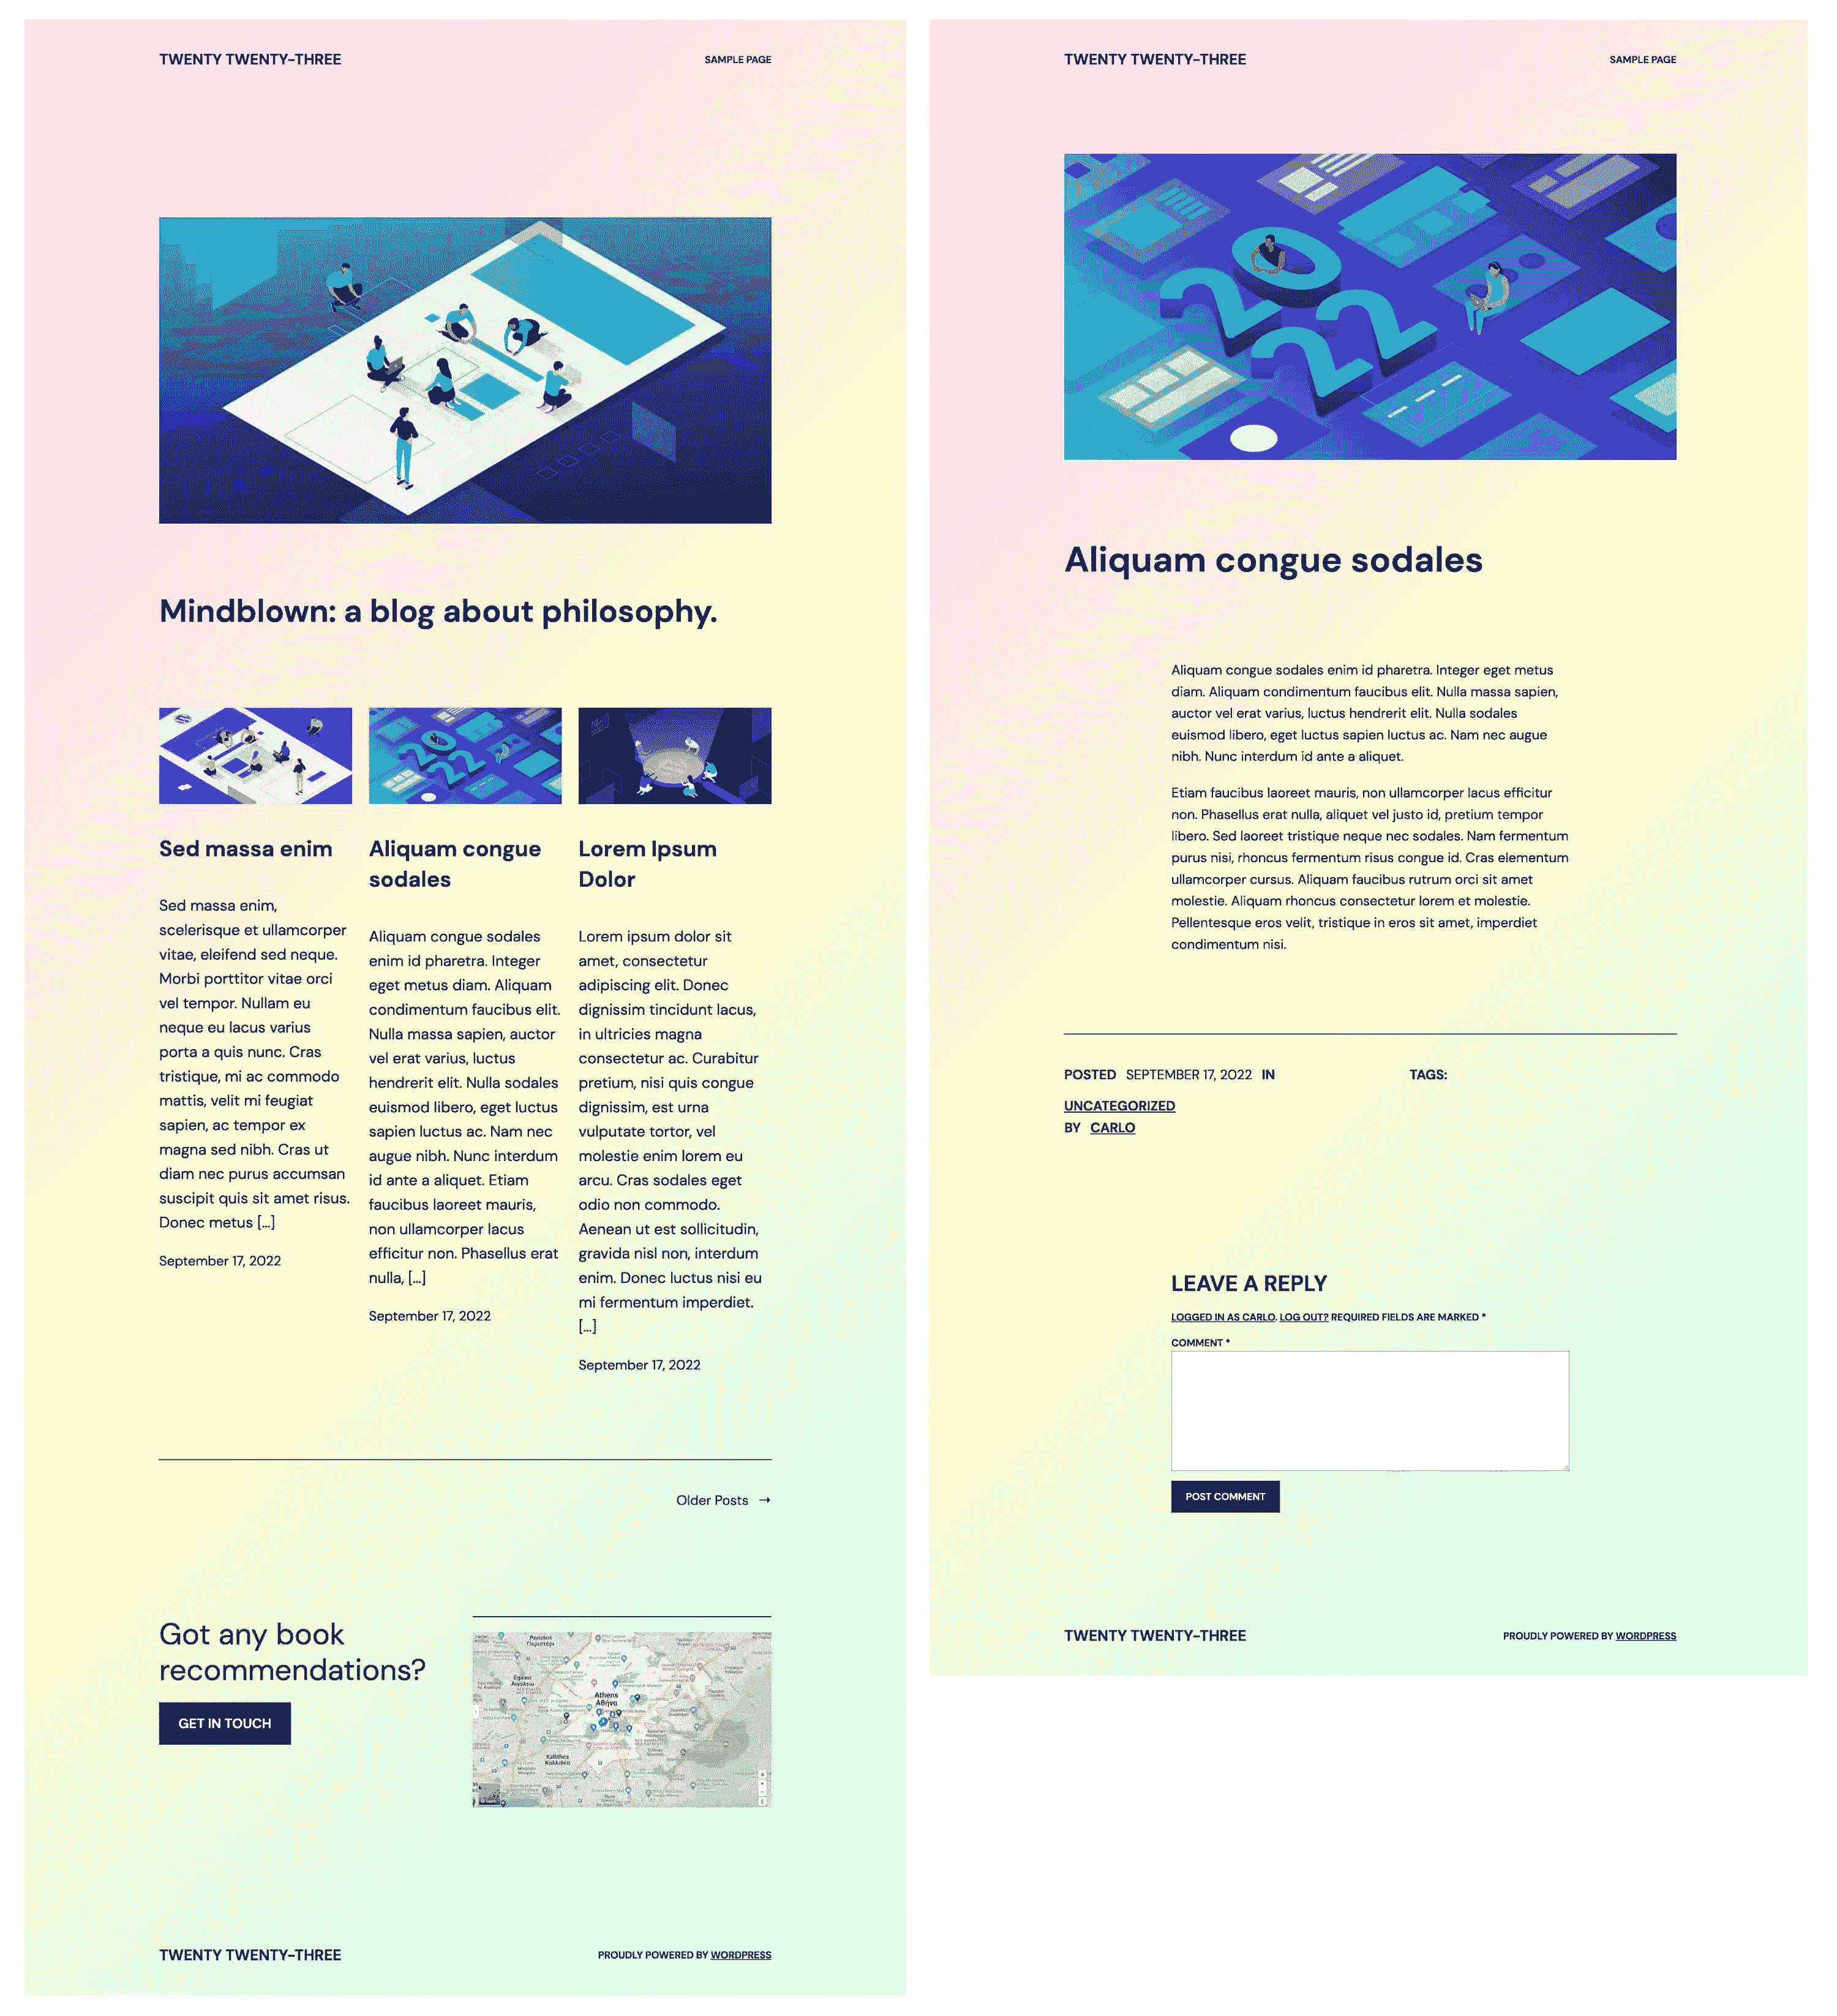 TWENTY TWENTY-THREE
SAMPLE PAGE
Mindblown: a blog about philosophy.
Sed massa enim
Sed massa enim,
scelerisque et ullamcorper
vitae, eleifend sed neque.
Morbi porttitor vitae orci
vel tempor. Nullam eu
neque eu lacus varius
porta a quis nunc. Cras
tristique, mi ac commodo
mattis, velit mi feugiat
sapien, ac tempor ex
magna sed nibh. Cras ut
diam nec purus accumsan
suscipit quis sit amet risus.
Donec metus […]
September 17, 2022
Aliquam congue
sodales
Aliquam congue sodales
enim id pharetra. Integer
eget metus diam. Aliquam
condimentum faucibus elit.
Nulla massa sapien, auctor
vel erat varius, luctus
hendrerit elit. Nulla sodales
euismod libero, eget luctus
sapien luctus ac. Nam nec
augue nibh. Nunc interdum
id ante a aliquet. Etiam
faucibus laoreet mauris,
non ullamcorper lacus
efficitur non. Phasellus erat
nulla, […]
September 17, 2022
Lorem Ipsum
Dolor
Lorem ipsum dolor sit
amet, consectetur
adipiscing elit. Donec
dignissim tincidunt lacus,
in ultricies magna
consectetur ac. Curabitur
pretium, nisi quis congue
dignissim, est urna
vulputate tortor, vel
molestie enim lorem eu
arcu. Cras sodales eget
odio non commodo.
Aenean ut est sollicitudin,
gravida nisl non, interdum
enim. Donec luctus nisi eu
mi fermentum imperdiet.
[…]
September 17, 2022
Older Posts →
Got any book
recommendations?
GET IN TOUCH
Peristeri
Περιστέρι
Athens
Αθήνα
Kallithea
Καλλιθέα
TWENTY TWENTY-THREE
PROUDLY POWERED BY WORDPRESS
TWENTY TWENTY-THREE
SAMPLE PAGE
2022
Aliquam congue sodales
Aliquam congue sodales enim id pharetra. Integer eget metus
diam. Aliquam condimentum faucibus elit. Nulla massa sapien,
auctor vel erat varius, luctus hendrerit elit. Nulla sodales
euismod libero, eget luctus sapien luctus ac. Nam nec augue
nibh. Nunc interdum id ante a aliquet.
Etiam faucibus laoreet mauris, non ullamcorper lacus efficitur
non. Phasellus erat nulla, aliquet vel justo id, pretium tempor
libero. Sed laoreet tristique neque nec sodales. Nam fermentum
purus nisi, rhoncus fermentum risus congue id. Cras elementum
ullamcorper cursus. Aliquam faucibus rutrum orci sit amet
molestie. Aliquam rhoncus consectetur lorem et molestie.
Pellentesque eros velit, tristique in eros sit amet, imperdiet
condimentum nisi.
POSTED SEPTEMBER 17, 2022 IN
UNCATEGORIZED
BY CARLO
TAGS:
LEAVE A REPLY
LOGGED IN AS CARLO. LOG OUT? REQUIRED FIELDS ARE MARKED *
COMMENT *
POST COMMENT
TWENTY TWENTY-THREE
PROUDLY POWERED BY WORDPRESS